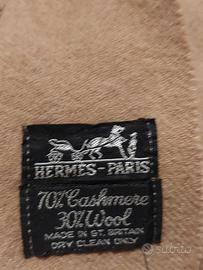 HERMES-PARIS
70% Cashmere
30% Wool
MADE IN GT. BRITAIN
DRY CLEAN ONLY
subito